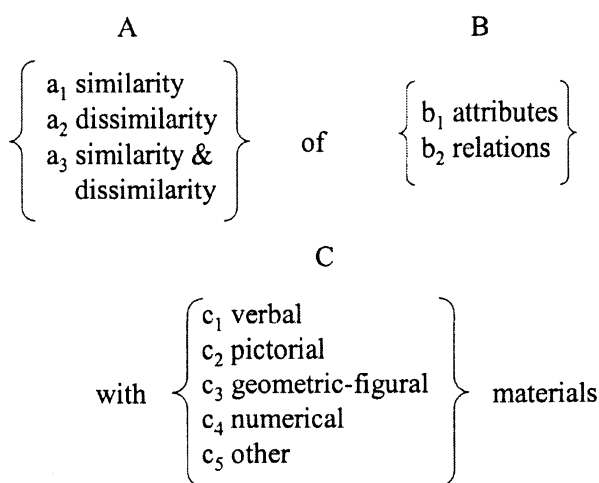 A
a₁ similarity
a₂ dissimilarity
a₃ similarity &
dissimilarity
of
B
b₁ attributes
b₂ relations
C
with
c₁ verbal
c₂ pictorial
c₃ geometric-figural
c₄ numerical
c₅ other
materials